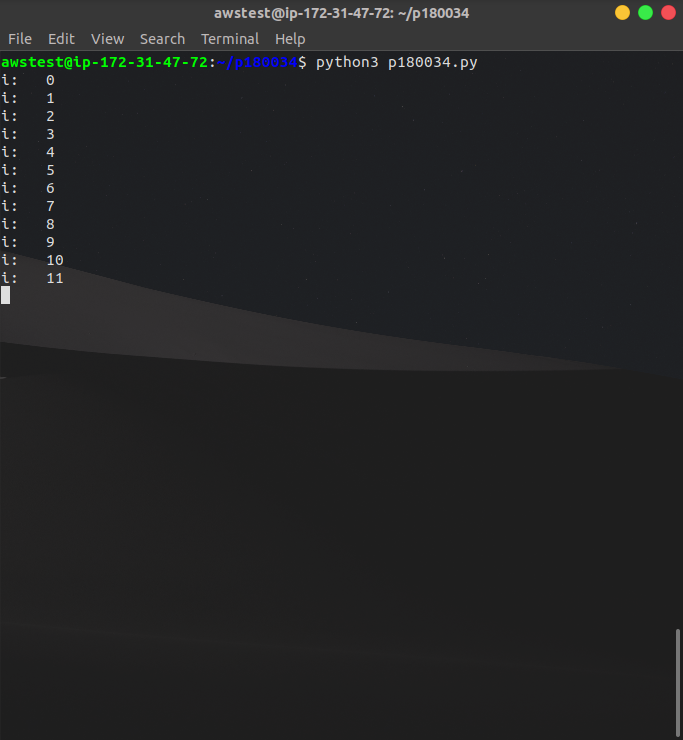 awstest@ip-172-31-47-72: ~/p180034
File Edit View Search Terminal Help
awstest@ip-172-31-47-72:~/p180034$ python3 p180034.py
i: 0
i: 1
i: 2
i: 3
i: 4
i: 5
i: 6
i: 7
i: 8
i: 9
i: 10
i: 11